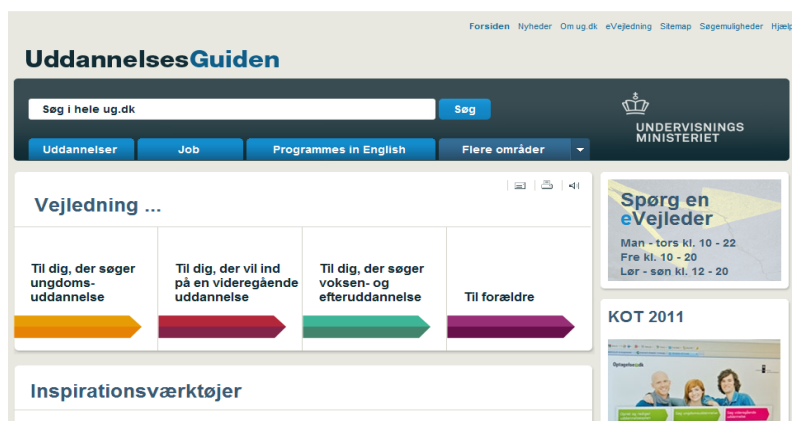 Forsiden Nyheder Om ug.dk eVejledning Sitemap Søgemuligheder Hjælp
UddannelsesGuiden
Søg i hele ug.dk Søg
UNDERVISNINGS
MINISTERIET
Uddannelser Job Programmes in English Flere områder
Vejledning ...
Til dig, der søger
ungdoms-
uddannelse
Til dig, der vil ind
på en videregående
uddannelse
Til dig, der søger
voksen- og
efteruddannelse
Til forældre
Inspirationsværktøjer
Spørg en
eVejleder
Man - tors kl. 10 - 22
Fre kl. 10 - 20
Lør - søn kl. 12 - 20
KOT 2011
Optagelse.dk